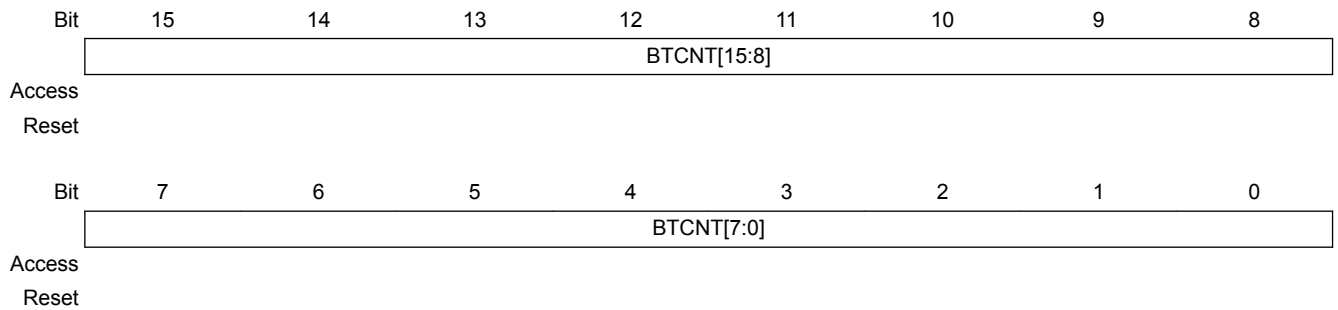 Bit 15 14 13 12 11 10 9 8
BTCNT[15:8]
Access
Reset
Bit 7 6 5 4 3 2 1 0
BTCNT[7:0]
Access
Reset